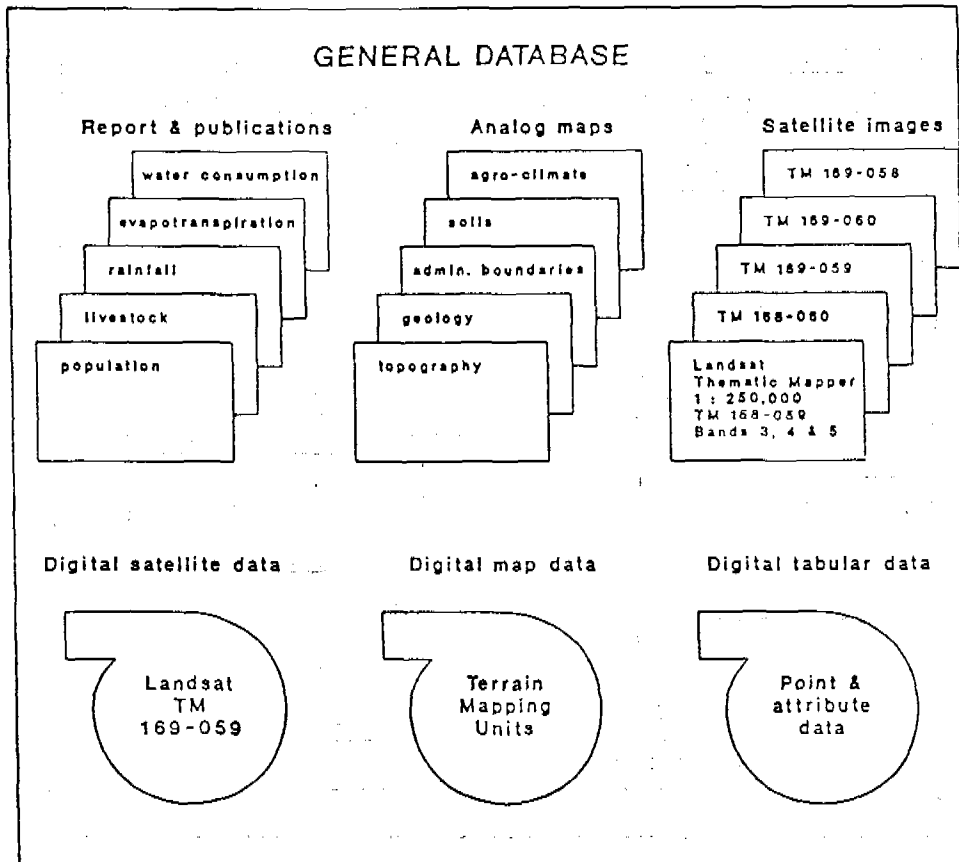 GENERAL DATABASE
Report & publications
water consumption
evapotranspiration
rainfall
livestock
population
Analog maps
agro-climate
soils
admin. boundaries
geology
topography
Satellite images
TM 169-058
TM 169-060
TM 169-059
TM 168-060
Landsat
Thematic Mapper
1 : 250,000
TM 168-059
Bands 3, 4 & 5
Digital satellite data
Landsat
TM
169-059
Digital map data
Terrain
Mapping
Units
Digital tabular data
Point &
attribute
data